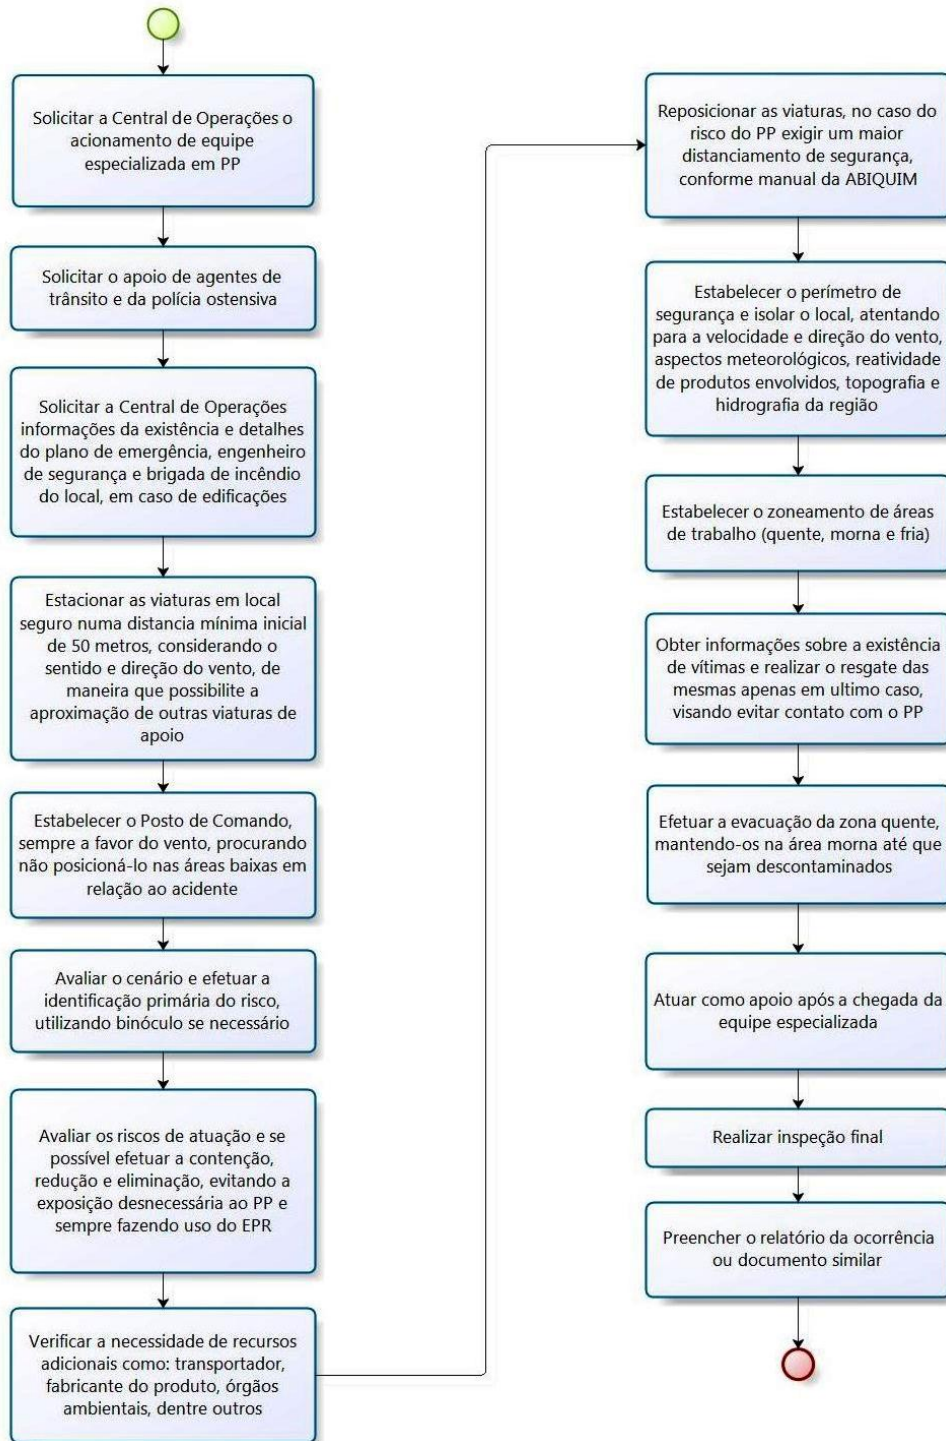 Solicitar a Central de Operações o
acionamento de equipe
especializada em PP
Solicitar o apoio de agentes de
trânsito e da polícia ostensiva
Solicitar a Central de Operações
informações da existência e detalhes
do plano de emergência, engenheiro
de segurança e brigada de incêndio
do local, em caso de edificações
Estacionar as viaturas em local
seguro numa distancia mínima inicial
de 50 metros, considerando o
sentido e direção do vento, de
maneira que possibilite a
aproximação de outras viaturas de
apoio
Estabelecer o Posto de Comando,
sempre a favor do vento, procurando
não posicioná-lo nas áreas baixas em
relação ao acidente
Avaliar o cenário e efetuar a
identificação primária do risco,
utilizando binóculo se necessário
Avaliar os riscos de atuação e se
possível efetuar a contenção,
redução e eliminação, evitando a
exposição desnecessária ao PP e
sempre fazendo uso do EPR
Verificar a necessidade de recursos
adicionais como: transportador,
fabricante do produto, órgãos
ambientais, dentre outros
Reposicionar as viaturas, no caso do
risco do PP exigir um maior
distanciamento de segurança,
conforme manual da ABIQUIM
Estabelecer o perímetro de
segurança e isolar o local, atentando
para a velocidade e direção do vento,
aspectos meteorológicos, reatividade
de produtos envolvidos, topografia e
hidrografia da região
Estabelecer o zoneamento de áreas
de trabalho (quente, morna e fria)
Obter informações sobre a existência
de vítimas e realizar o resgate das
mesmas apenas em ultimo caso,
visando evitar contato com o PP
Efetuar a evacuação da zona quente,
mantendo-os na área morna até que
sejam descontaminados
Atuar como apoio após a chegada da
equipe especializada
Realizar inspeção final
Preencher o relatório da ocorrência
ou documento similar